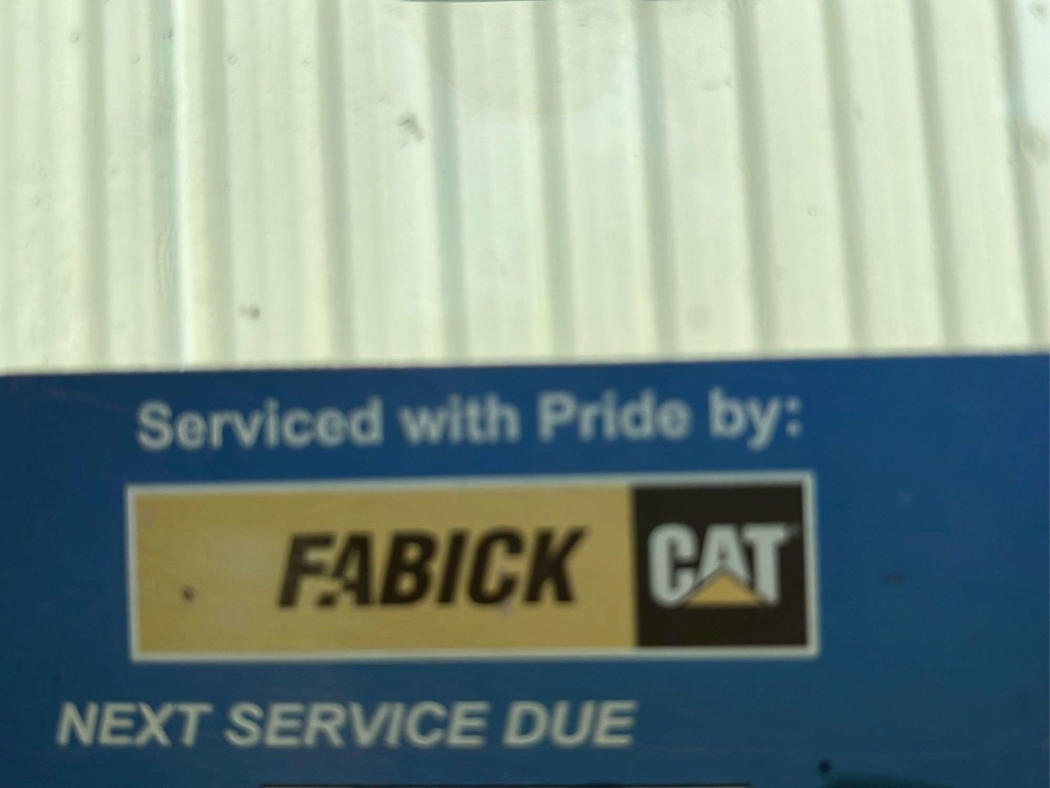 Serviced with Pride by:
FABICK CAT
NEXT SERVICE DUE